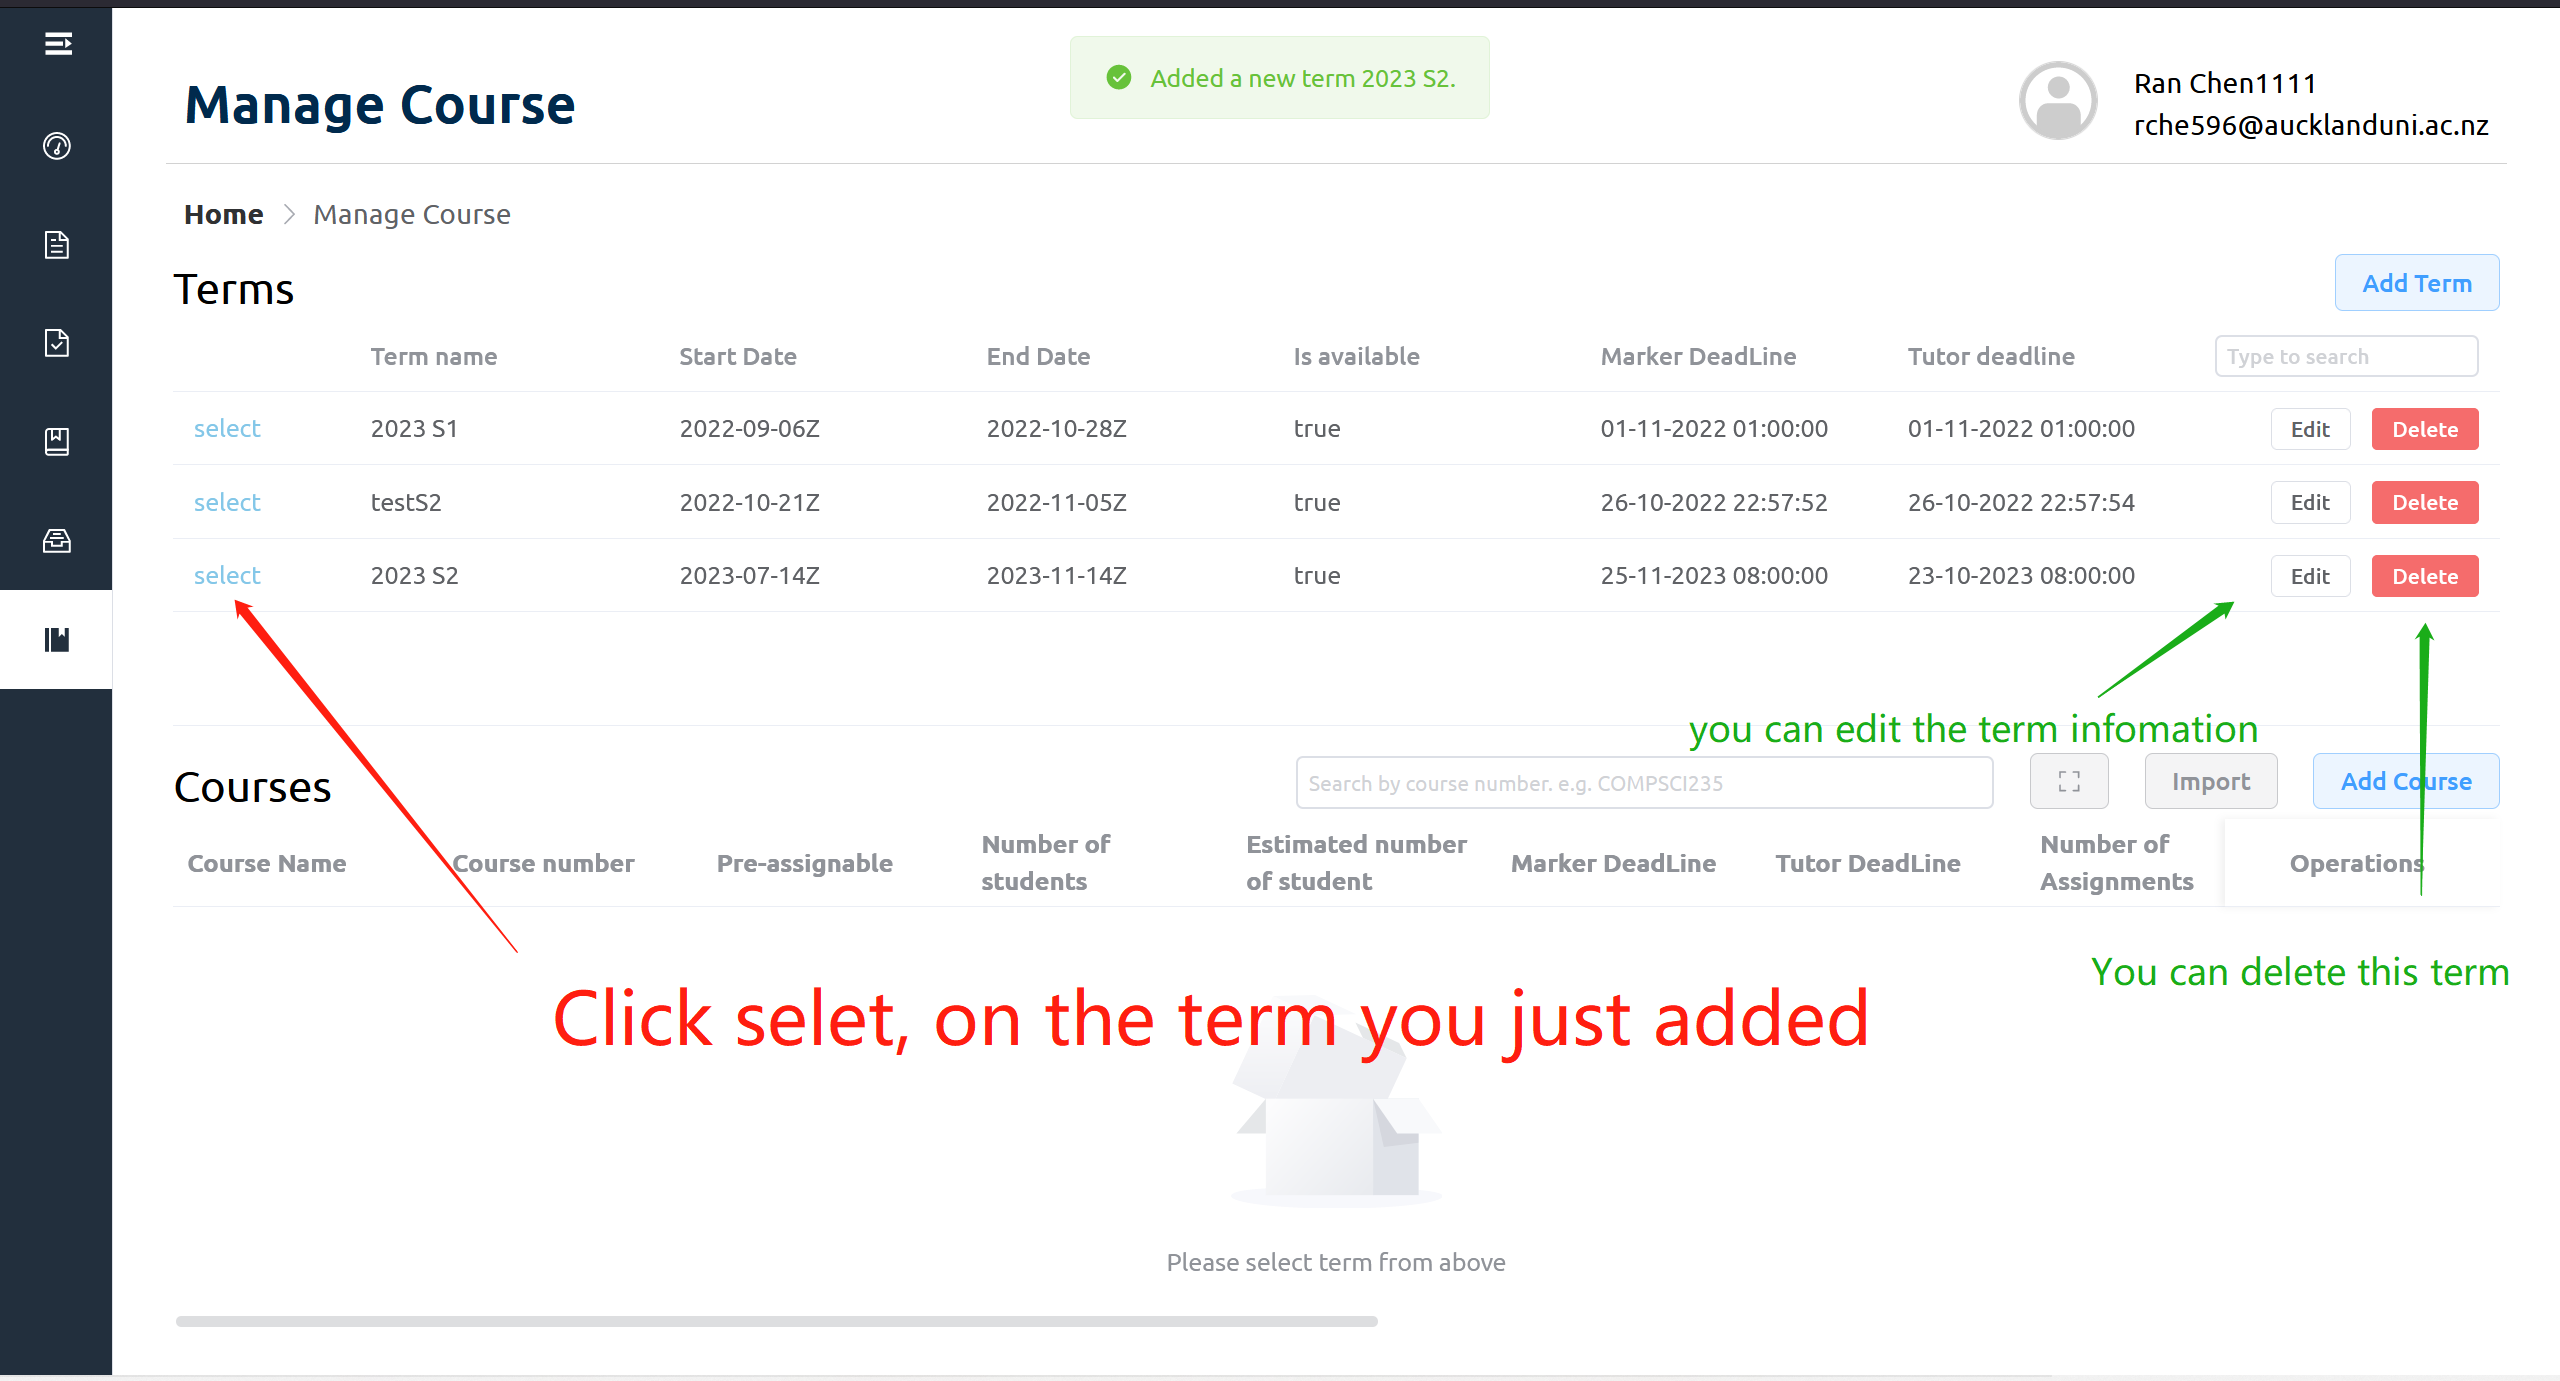 Added a new term 2023 S2.
Manage Course
Ran Chen1111
rche596@aucklanduni.ac.nz
Home > Manage Course
Terms
Add Term
Term name Start Date End Date Is available Marker DeadLine Tutor deadline Type to search
select 2023 S1 2022-09-06Z 2022-10-28Z true 01-11-2022 01:00:00 01-11-2022 01:00:00 Edit Delete
select testS2 2022-10-21Z 2022-11-05Z true 26-10-2022 22:57:52 26-10-2022 22:57:54 Edit Delete
select 2023 S2 2023-07-14Z 2023-11-14Z true 25-11-2023 08:00:00 23-10-2023 08:00:00 Edit Delete
you can edit the term infomation
Courses
Search by course number. e.g. COMPSCI235
Import
Add Course
Course Name Course number Pre-assignable Number of students Estimated number of student Marker DeadLine Tutor DeadLine Number of Assignments Operations
You can delete this term
Click selet, on the term you just added
Please select term from above